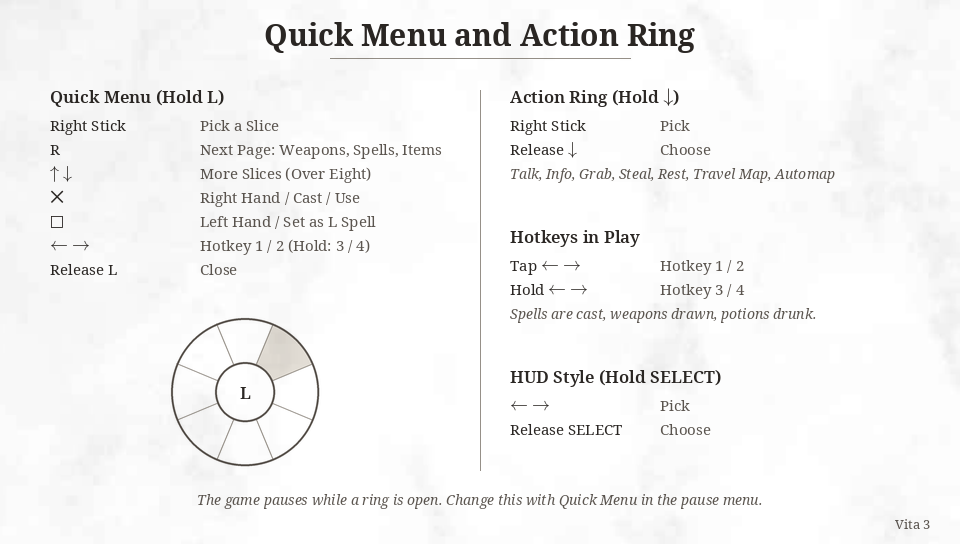 Quick Menu and Action Ring
Quick Menu (Hold L)
Right Stick Pick a Slice
R Next Page: Weapons, Spells, Items
↑↓ More Slices (Over Eight)
✕ Right Hand / Cast / Use
□ Left Hand / Set as L Spell
←→ Hotkey 1 / 2 (Hold: 3 / 4)
Release L Close
L
Action Ring (Hold ↓)
Right Stick Pick
Release ↓ Choose
Talk, Info, Grab, Steal, Rest, Travel Map, Automap
Hotkeys in Play
Tap ←→ Hotkey 1 / 2
Hold ←→ Hotkey 3 / 4
Spells are cast, weapons drawn, potions drunk.
HUD Style (Hold SELECT)
←→ Pick
Release SELECT Choose
The game pauses while a ring is open. Change this with Quick Menu in the pause menu.
Vita 3